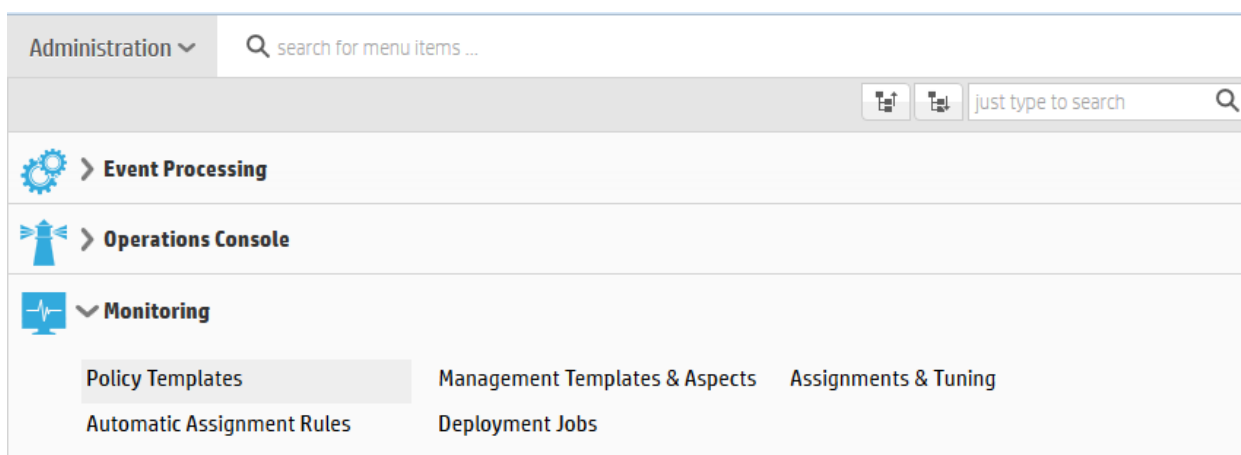 Administration search for menu items ...
just type to search
Event Processing
Operations Console
Monitoring
Policy Templates Management Templates & Aspects Assignments & Tuning
Automatic Assignment Rules Deployment Jobs